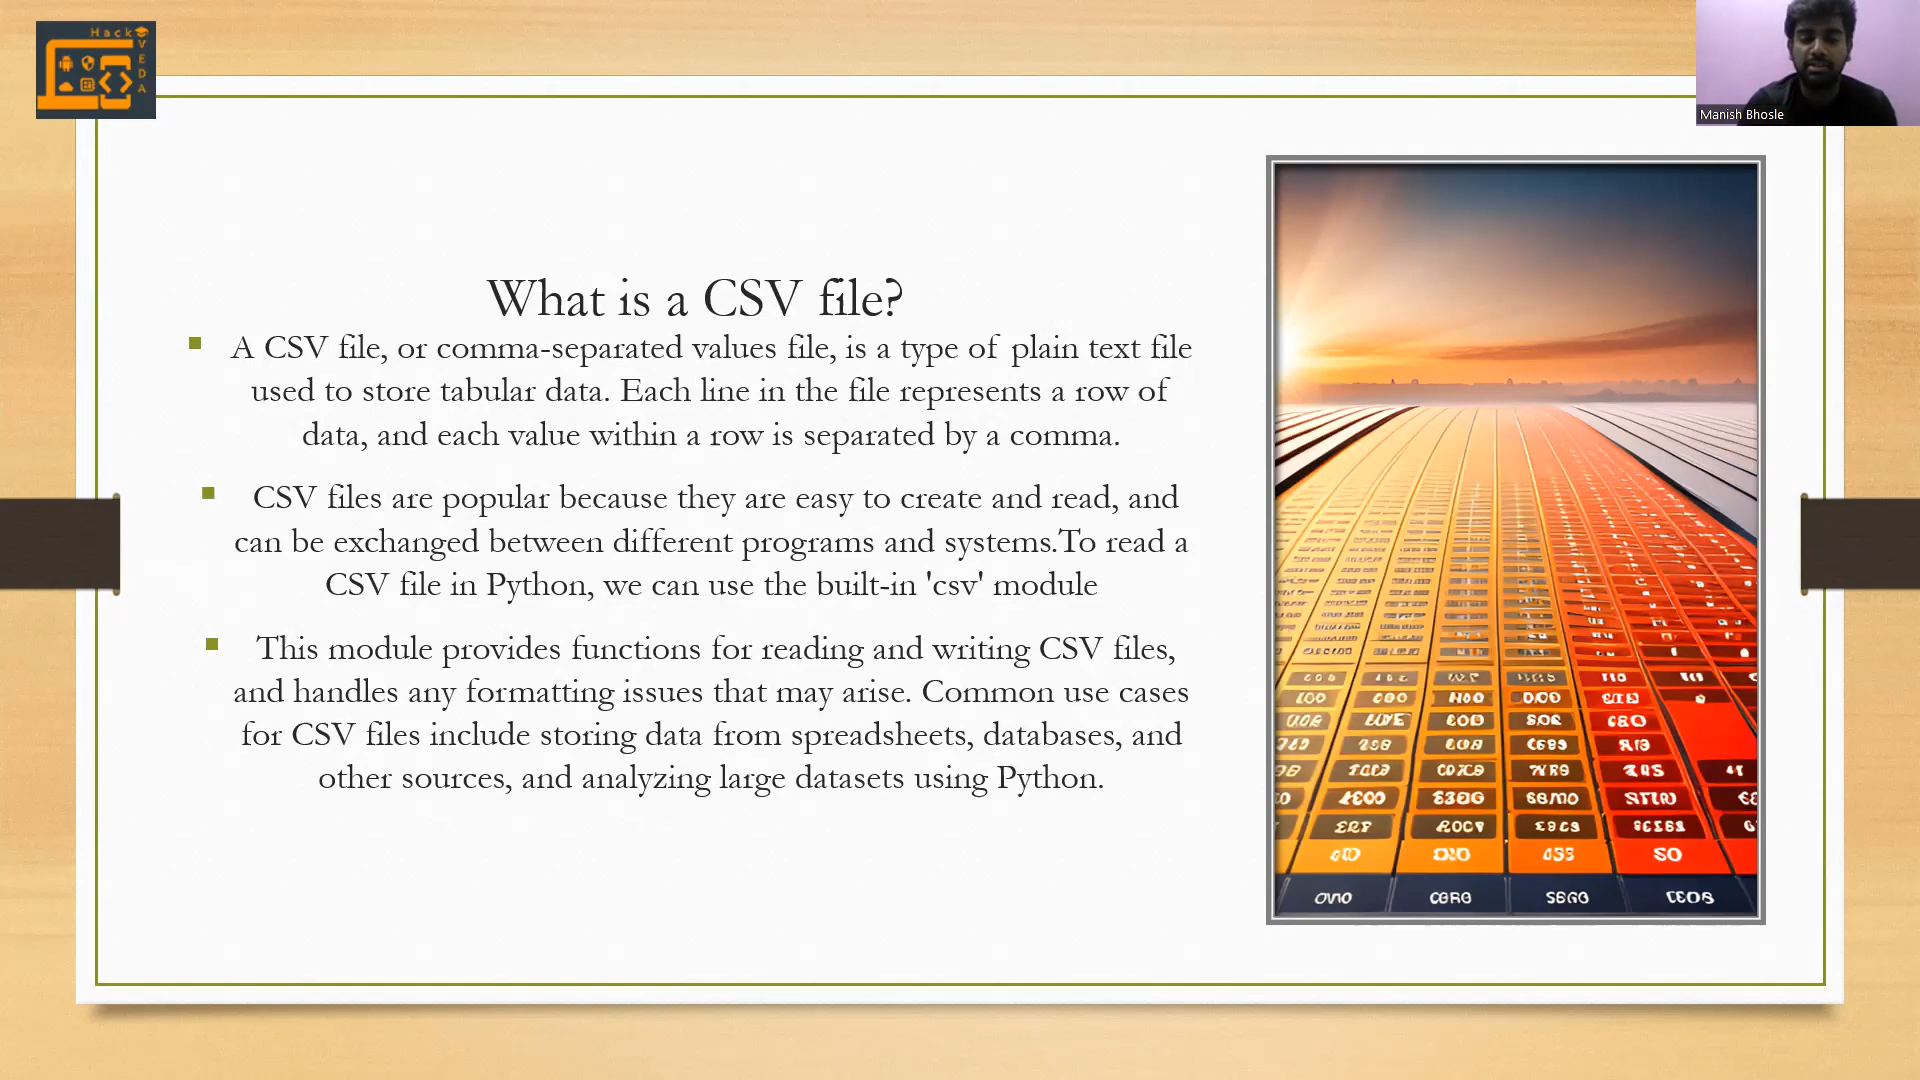 Hack
VEDA
Manish Bhosle
What is a CSV file?
A CSV file, or comma-separated values file, is a type of plain text file
used to store tabular data. Each line in the file represents a row of
data, and each value within a row is separated by a comma.
CSV files are popular because they are easy to create and read, and
can be exchanged between different programs and systems.To read a
CSV file in Python, we can use the built-in 'csv' module
This module provides functions for reading and writing CSV files,
and handles any formatting issues that may arise. Common use cases
for CSV files include storing data from spreadsheets, databases, and
other sources, and analyzing large datasets using Python.